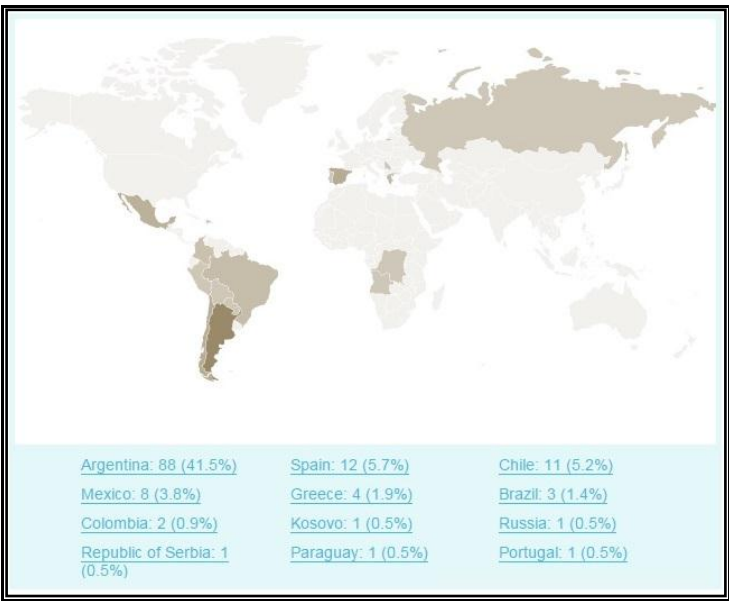 Argentina: 88 (41.5%) Spain: 12 (5.7%) Chile: 11 (5.2%)
Mexico: 8 (3.8%) Greece: 4 (1.9%) Brazil: 3 (1.4%)
Colombia: 2 (0.9%) Kosovo: 1 (0.5%) Russia: 1 (0.5%)
Republic of Serbia: 1 Paraguay: 1 (0.5%) Portugal: 1 (0.5%)
(0.5%)